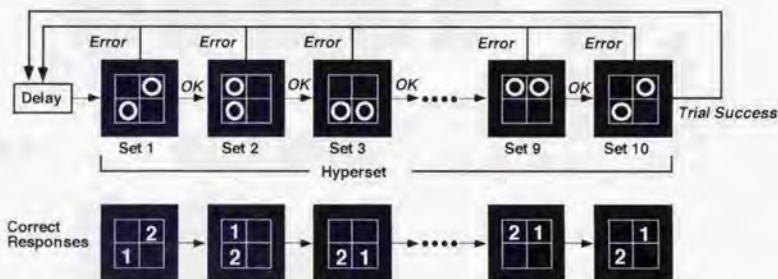 Error Error Error Error Error
Delay OK OK OK OK Trial Success
Set 1 Set 2 Set 3 Set 9 Set 10
Hyperset
Correct Responses
2 1 1 2 2 1 2 1 1 2